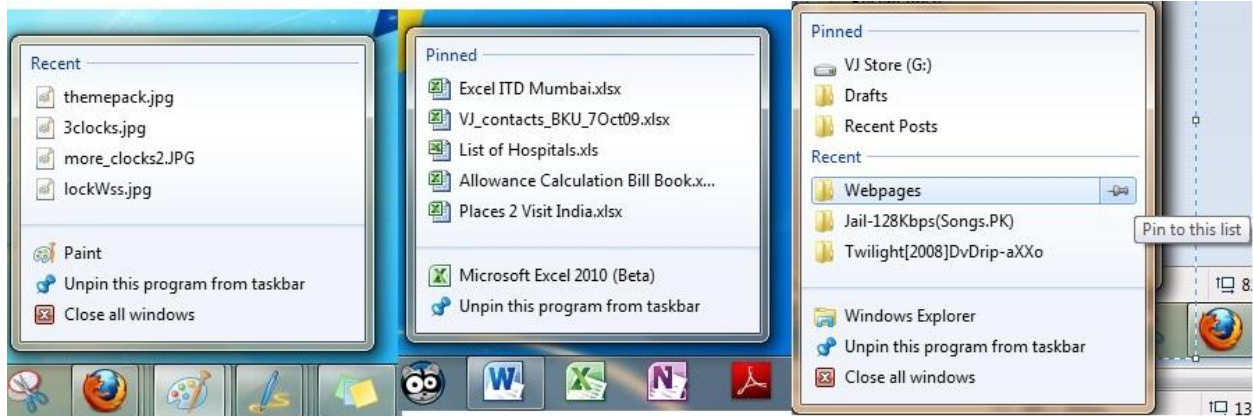 Recent
themepack.jpg
3clocks.jpg
more_clocks2.JPG
lockWss.jpg
Paint
Unpin this program from taskbar
Close all windows
Pinned
Excel ITD Mumbai.xlsx
VJ_contacts_BKU_7Oct09.xlsx
List of Hospitals.xls
Allowance Calculation Bill Book.x...
Places 2 Visit India.xlsx
Microsoft Excel 2010 (Beta)
Unpin this program from taskbar
Pinned
VJ Store (G:)
Drafts
Recent Posts
Recent
Webpages
Jail-128Kbps(Songs.PK)
Twilight[2008]DvDrip-aXXo
Windows Explorer
Unpin this program from taskbar
Close all windows
Pin to this list
8
13